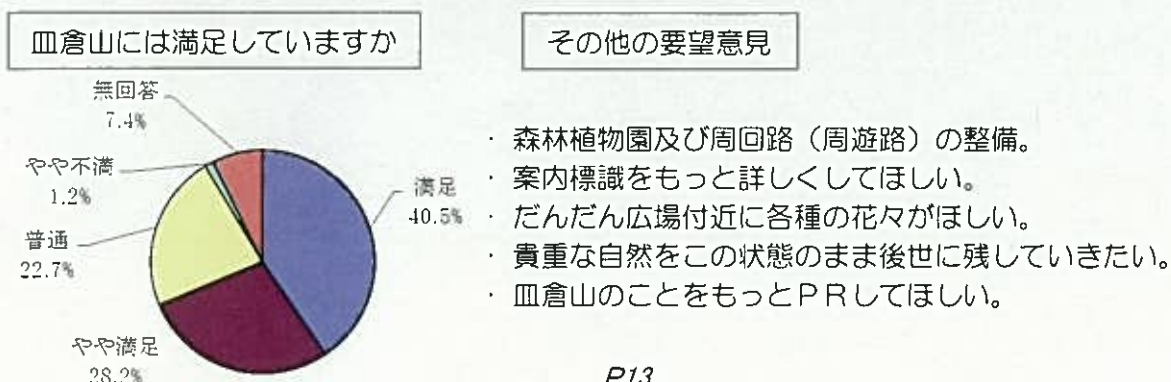 皿倉山には満足していますか
無回答
7.4%
やや不満
1.2%
普通
22.7%
やや満足
28.2%
満足
40.5%
その他の要望意見
・ 森林植物園及び周回路（周遊路）の整備。
・ 案内標識をもっと詳しくしてほしい。
・ だんだん広場付近に各種の花々がほしい。
・ 貴重な自然をこの状態のまま後世に残していきたい。
・ 皿倉山のことをもっとＰＲしてほしい。
P13